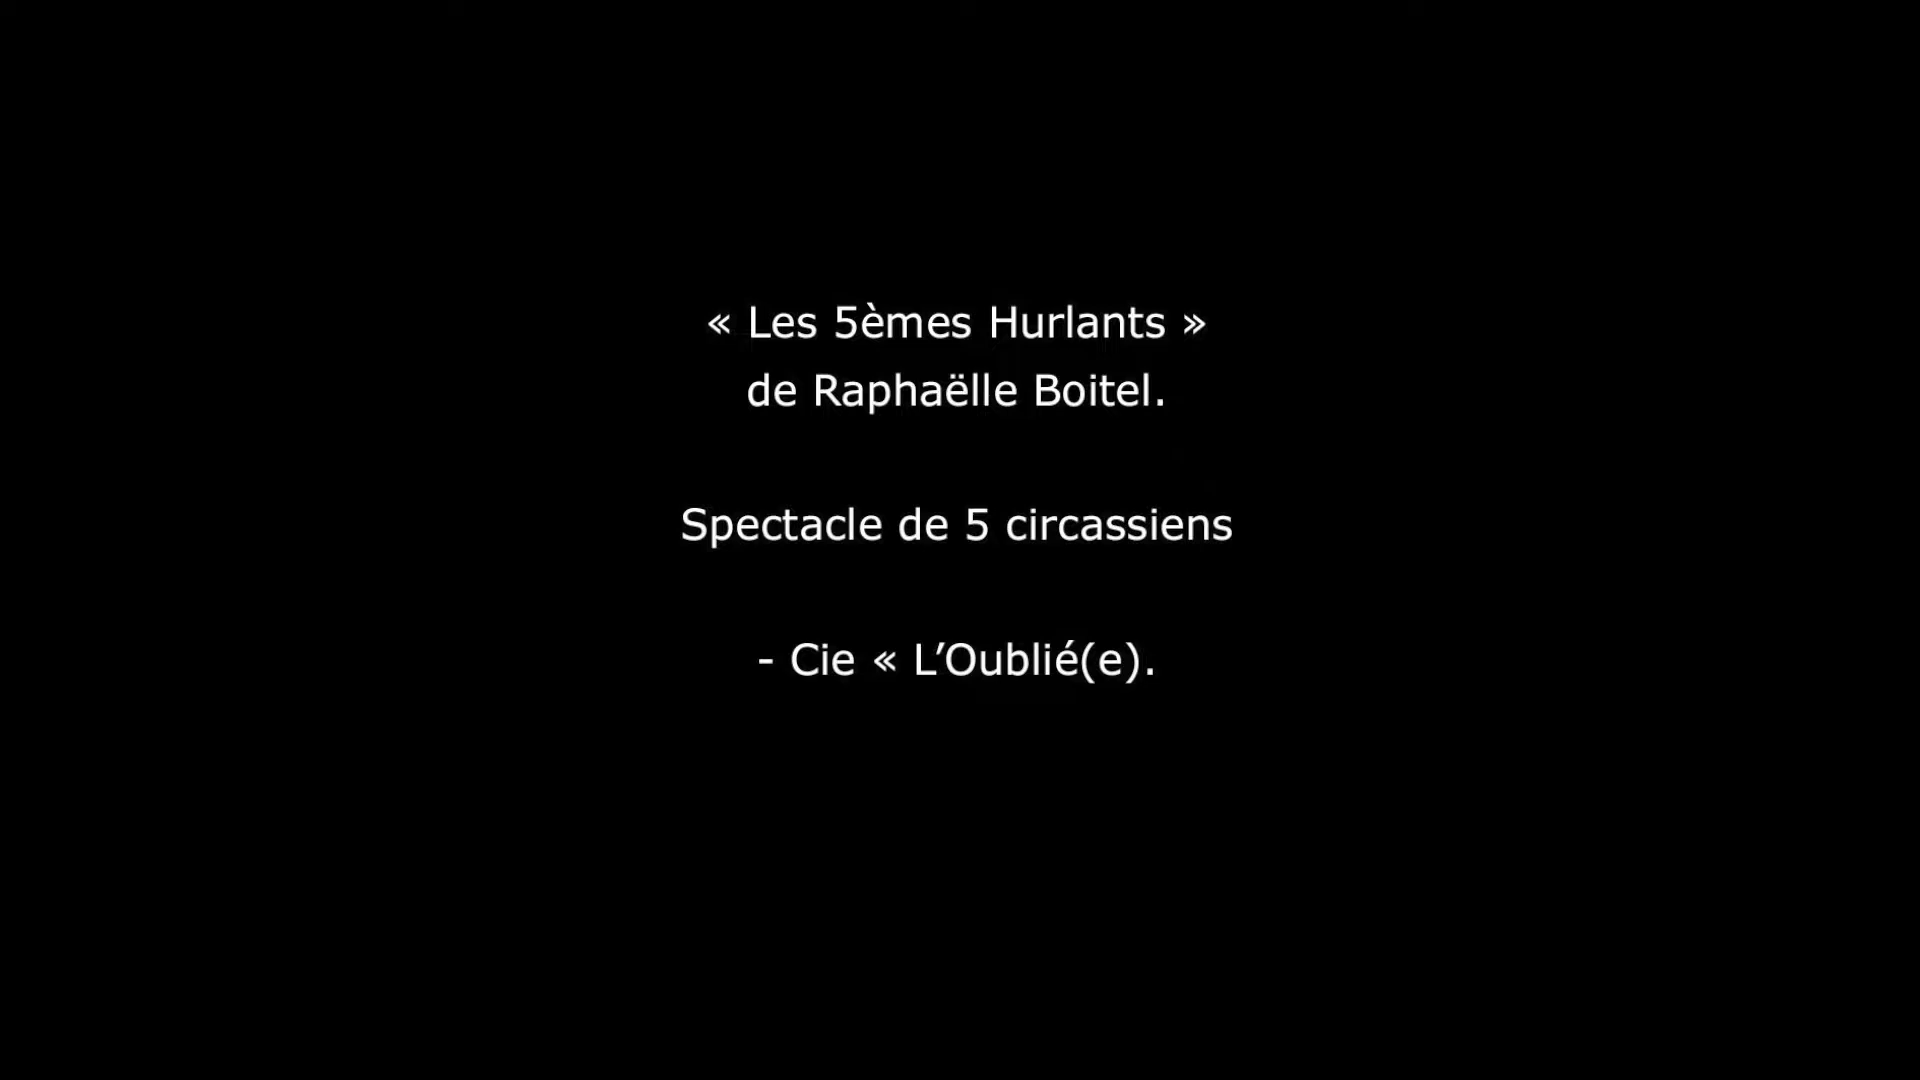 « Les 5èmes Hurlants »
de Raphaëlle Boitel.
Spectacle de 5 circassiens
- Cie « L’Oublié(e).